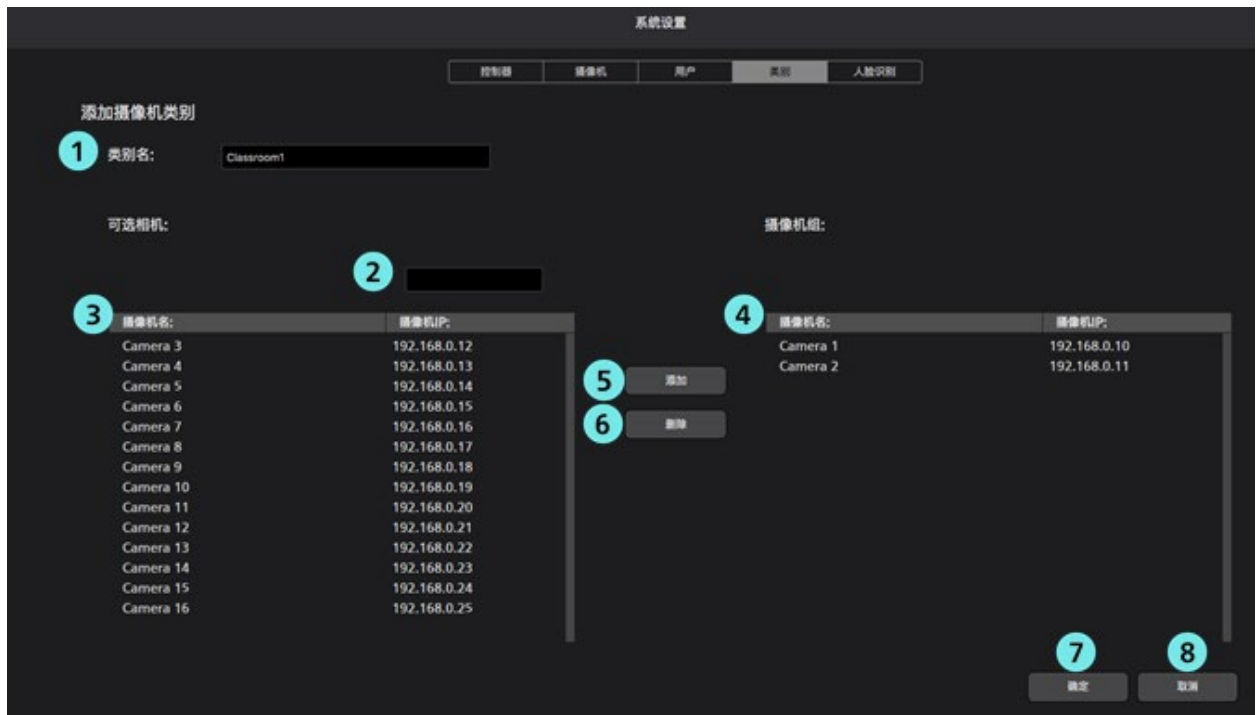 系统设置
控制器 摄像机 用户 类别 人脸识别
添加摄像机类别
1 类别名: Classroom1
可选相机: 摄像机组:
2
3 摄像机名: 摄像机IP: 4 摄像机名: 摄像机IP:
Camera 3 192.168.0.12 Camera 1 192.168.0.10
Camera 4 192.168.0.13 Camera 2 192.168.0.11
5 添加
Camera 5 192.168.0.14
Camera 6 192.168.0.15
6 删除
Camera 7 192.168.0.16
Camera 8 192.168.0.17
Camera 9 192.168.0.18
Camera 10 192.168.0.19
Camera 11 192.168.0.20
Camera 12 192.168.0.21
Camera 13 192.168.0.22
Camera 14 192.168.0.23
Camera 15 192.168.0.24
Camera 16 192.168.0.25
7 8
确定 取消